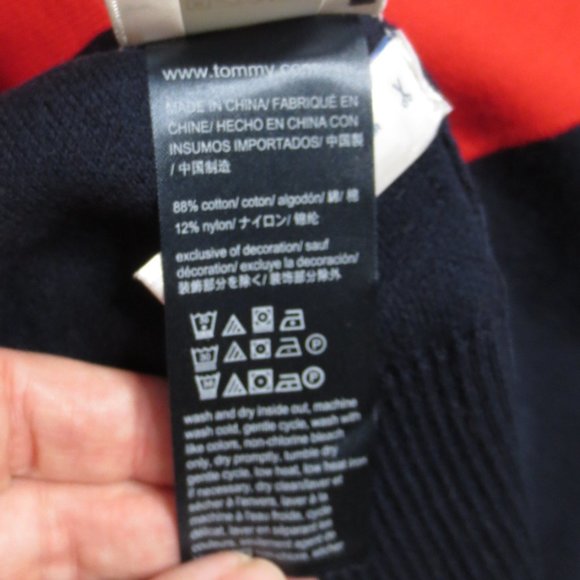 www.tommy.com
MADE IN CHINA/ FABRIQUÉ EN
CHINE/ HECHO EN CHINA CON
INSUMOS IMPORTADOS/ 中国製
/ 中国制造
88% cotton/ coton/ algodón/ 綿/ 棉
12% nylon/ ナイロン/ 锦纶
exclusive of decoration/ sauf
décoration/ excluye la decoración/
装飾部分を除く/ 装饰部分除外
wash and dry inside out, machine
wash cold, gentle cycle, wash with
like colors, non-chlorine bleach
only, dry promptly, tumble dry
gentle cycle, low heat, low heat iron
if necessary, dry clean/laver et
sécher à l'envers, laver à la
machine à l'eau froide, cycle